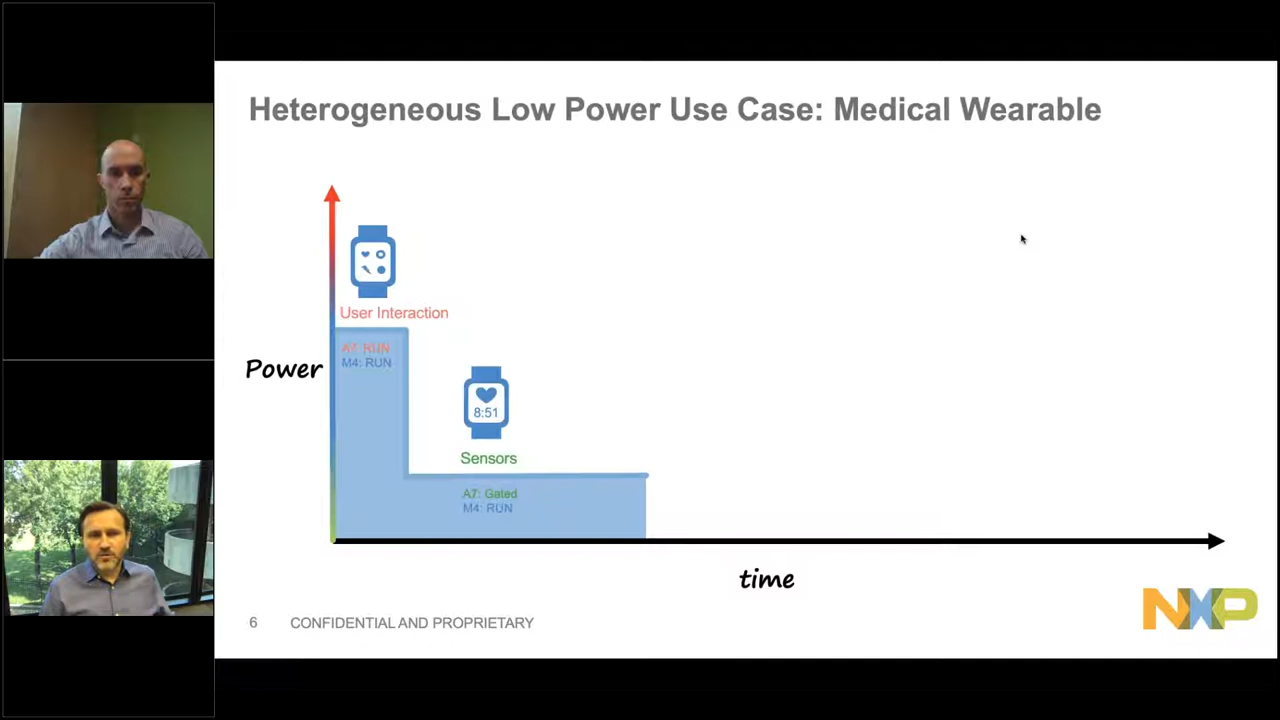 Heterogeneous Low Power Use Case: Medical Wearable
User Interaction
A7: RUN
M4: RUN
Power
8:51
Sensors
A7: Gated
M4: RUN
time
6 CONFIDENTIAL AND PROPRIETARY
NXP